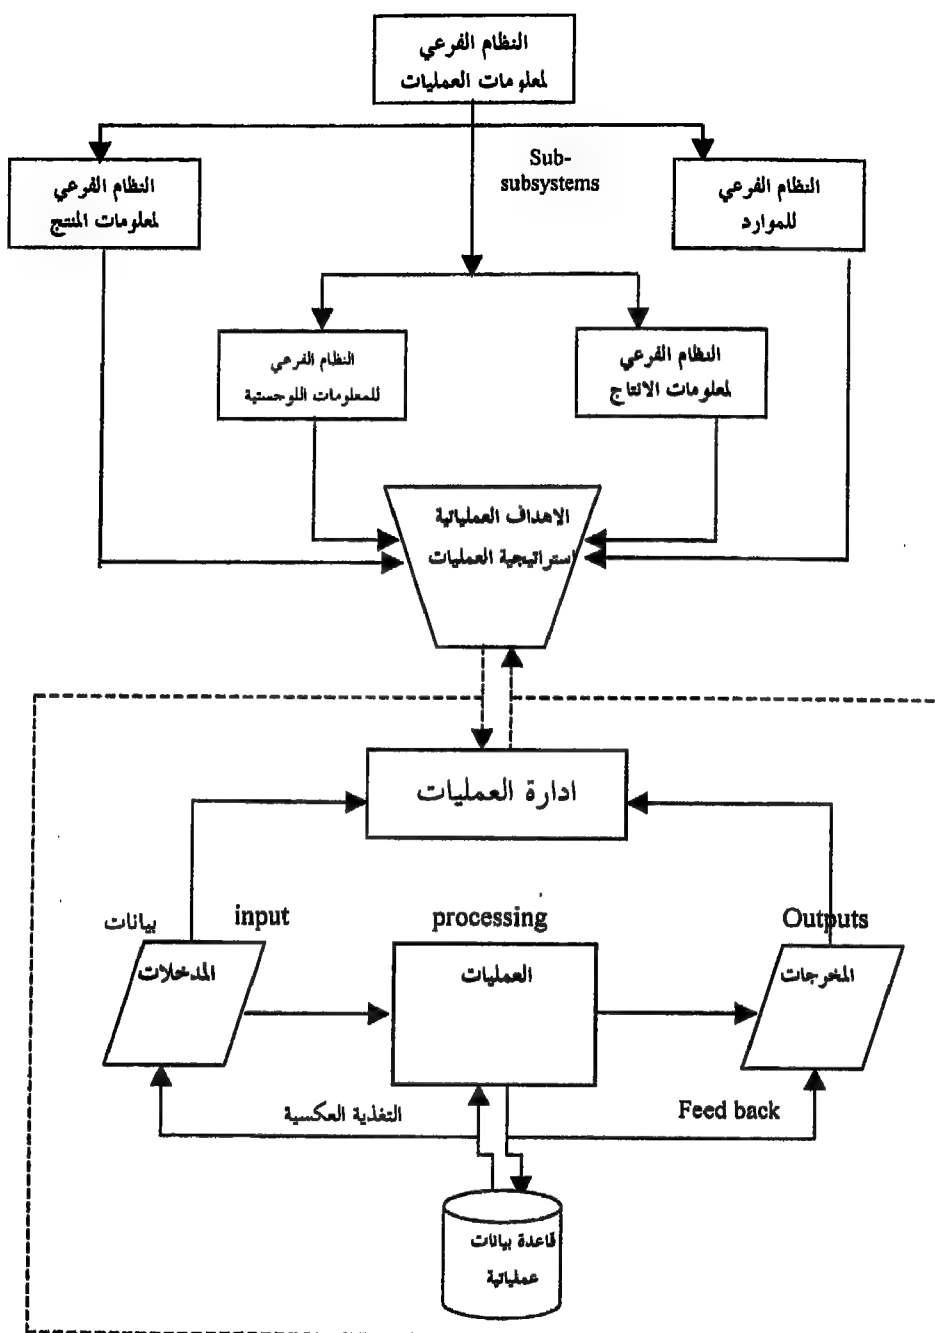 النظام الفرعي
لمعلومات العمليات
Sub-
subsystems
النظام الفرعي
للموارد
النظام الفرعي
لمعلومات المنتج
النظام الفرعي
لمعلومات الانتاج
النظام الفرعي
للمعلومات اللوجستية
الاهداف العملياتية
استراتيجية العمليات
ادارة العمليات
بيانات
input
processing
Outputs
المدخلات
العمليات
المخرجات
التغذية العكسية
Feed back
قاعدة بيانات
عملياتية